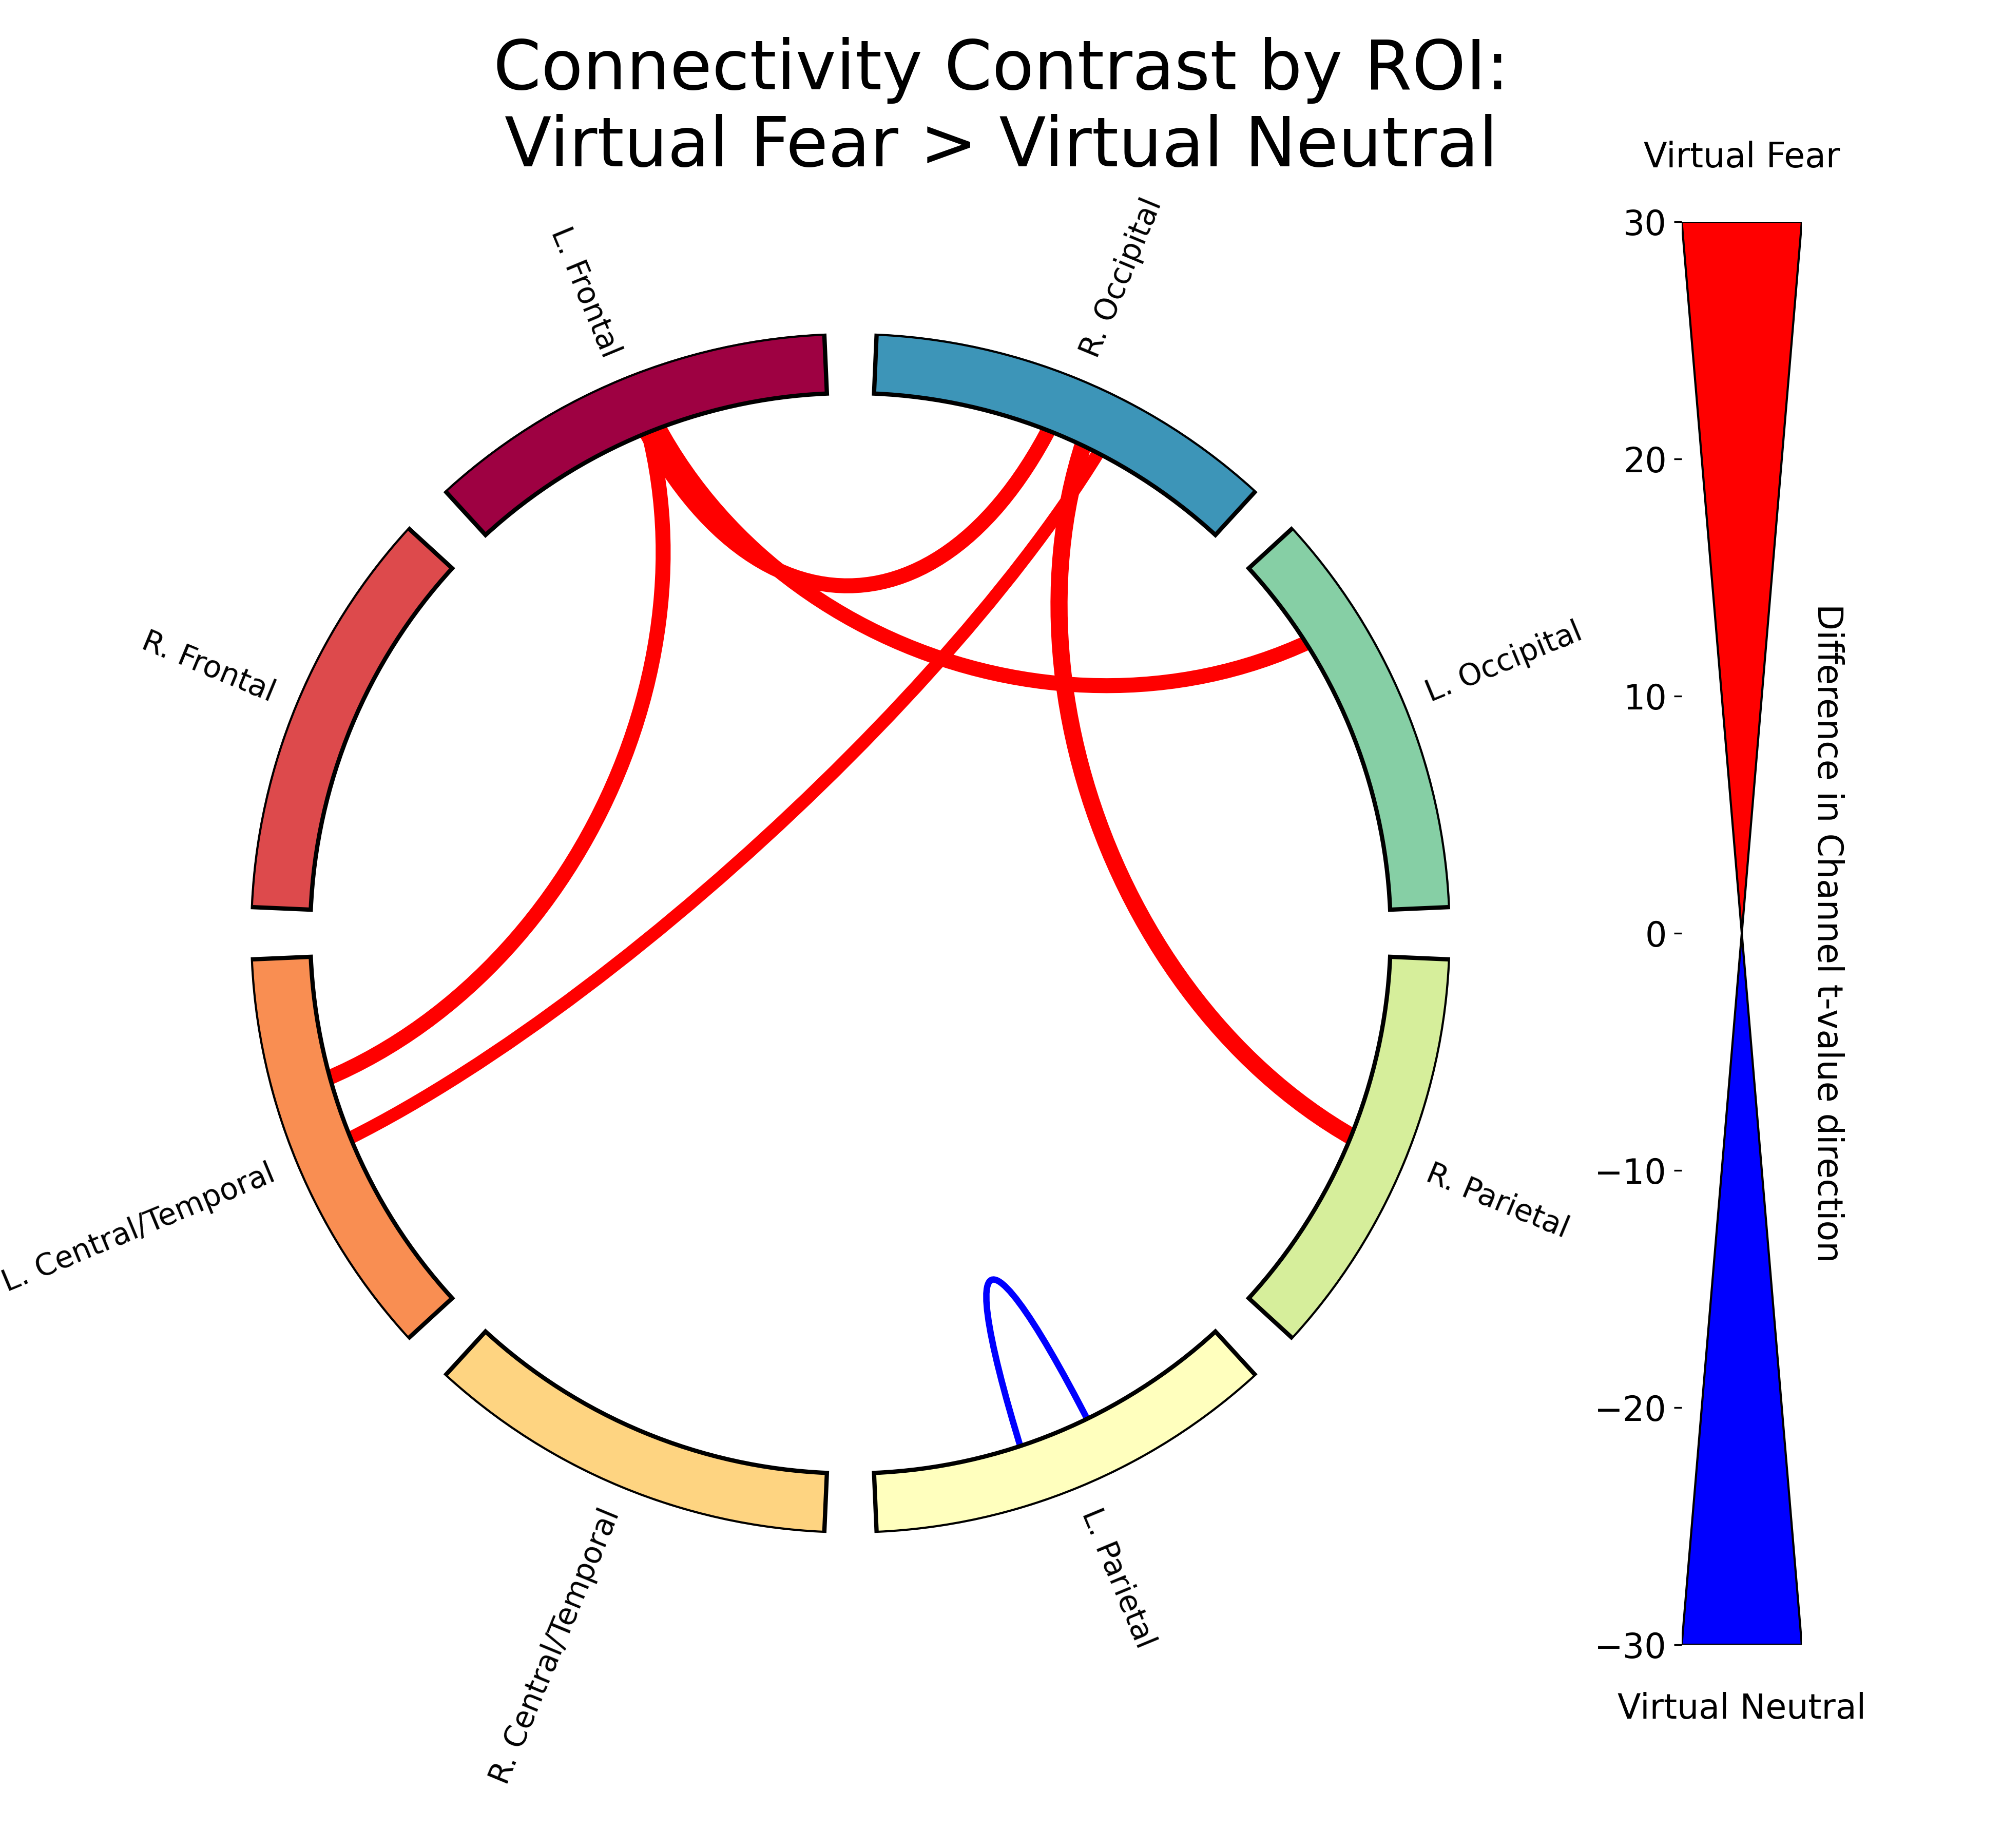 Connectivity Contrast by ROI:
Virtual Fear > Virtual Neutral
Virtual Fear
L. Frontal
R. Occipital
R. Frontal
L. Occipital
L. Central/Temporal
R. Parietal
R. Central/Temporal
L. Parietal
30
20
10
0
−10
−20
−30
Difference in Channel t-value direction
Virtual Neutral